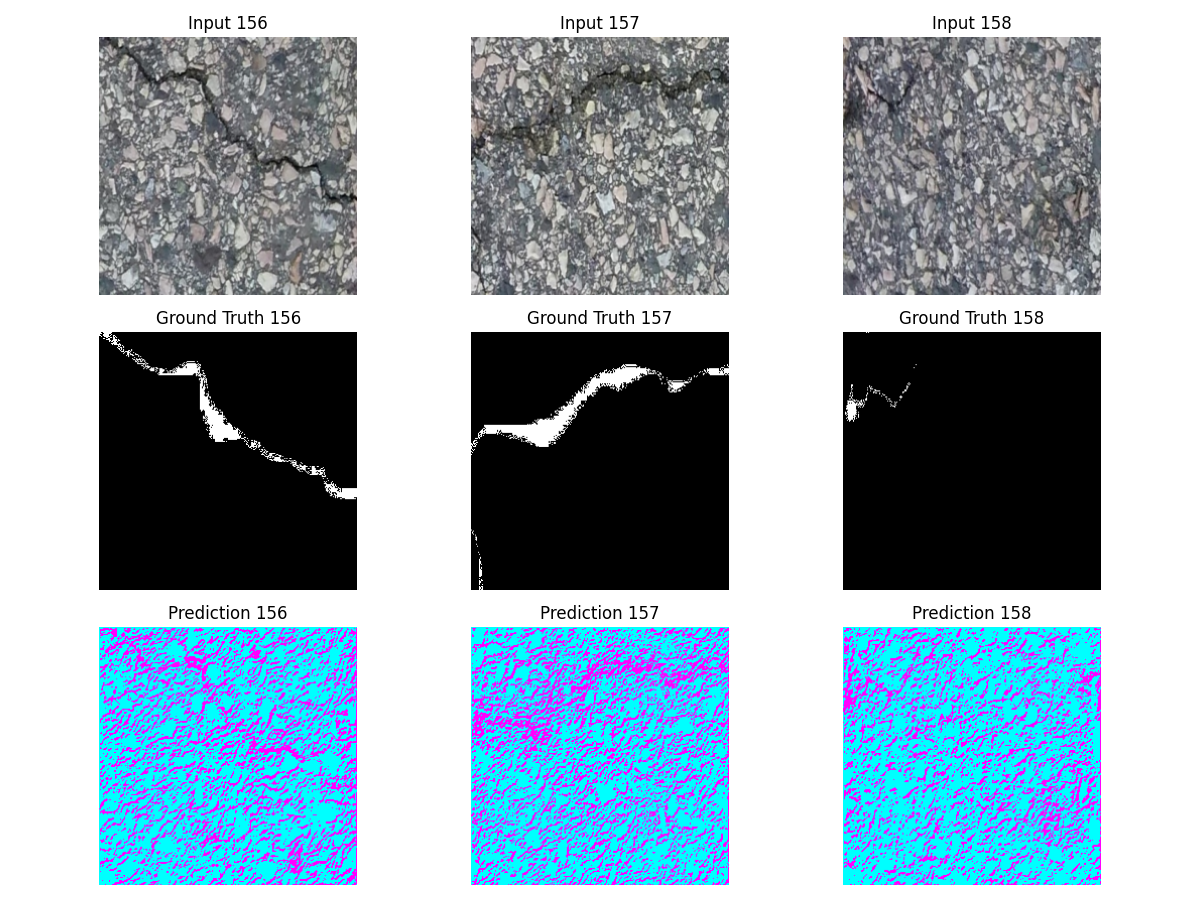 Input 156
Input 157
Input 158
Ground Truth 156
Ground Truth 157
Ground Truth 158
Prediction 156
Prediction 157
Prediction 158